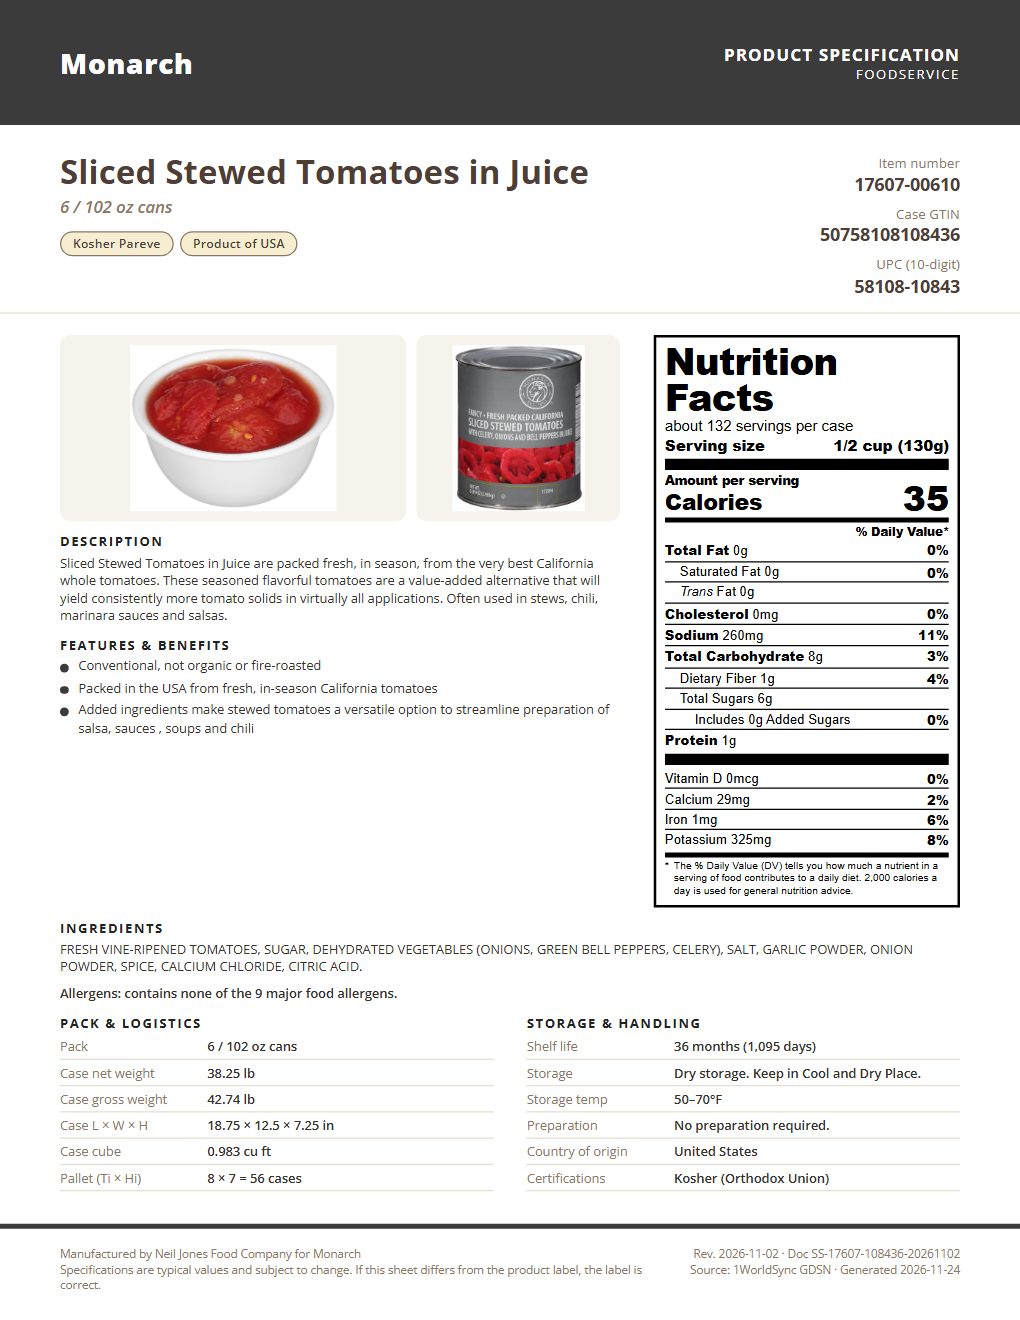 Monarch
PRODUCT SPECIFICATION
FOODSERVICE
Sliced Stewed Tomatoes in Juice
6 / 102 oz cans
Kosher Pareve
Product of USA
Item number
17607-00610
Case GTIN
50758108108436
UPC (10-digit)
58108-10843
FANCY • FRESH PACKED CALIFORNIA
SLICED STEWED TOMATOES
WITH CELERY, ONIONS AND BELL PEPPERS IN JUICE
DESCRIPTION
Sliced Stewed Tomatoes in Juice are packed fresh, in season, from the very best California
whole tomatoes. These seasoned flavorful tomatoes are a value-added alternative that will
yield consistently more tomato solids in virtually all applications. Often used in stews, chili,
marinara sauces and salsas.
FEATURES & BENEFITS
Conventional, not organic or fire-roasted
Packed in the USA from fresh, in-season California tomatoes
Added ingredients make stewed tomatoes a versatile option to streamline preparation of
salsa, sauces , soups and chili
Nutrition
Facts
about 132 servings per case
Serving size 1/2 cup (130g)
Amount per serving
Calories 35
% Daily Value*
Total Fat 0g 0%
Saturated Fat 0g 0%
Trans Fat 0g
Cholesterol 0mg 0%
Sodium 260mg 11%
Total Carbohydrate 8g 3%
Dietary Fiber 1g 4%
Total Sugars 6g
Includes 0g Added Sugars 0%
Protein 1g
Vitamin D 0mcg 0%
Calcium 29mg 2%
Iron 1mg 6%
Potassium 325mg 8%
* The % Daily Value (DV) tells you how much a nutrient in a
serving of food contributes to a daily diet. 2,000 calories a
day is used for general nutrition advice.
INGREDIENTS
FRESH VINE-RIPENED TOMATOES, SUGAR, DEHYDRATED VEGETABLES (ONIONS, GREEN BELL PEPPERS, CELERY), SALT, GARLIC POWDER, ONION
POWDER, SPICE, CALCIUM CHLORIDE, CITRIC ACID.
Allergens: contains none of the 9 major food allergens.
PACK & LOGISTICS
Pack 6 / 102 oz cans
Case net weight 38.25 lb
Case gross weight 42.74 lb
Case L × W × H 18.75 × 12.5 × 7.25 in
Case cube 0.983 cu ft
Pallet (Ti × Hi) 8 × 7 = 56 cases
STORAGE & HANDLING
Shelf life 36 months (1,095 days)
Storage Dry storage. Keep in Cool and Dry Place.
Storage temp 50–70°F
Preparation No preparation required.
Country of origin United States
Certifications Kosher (Orthodox Union)
Manufactured by Neil Jones Food Company for Monarch
Specifications are typical values and subject to change. If this sheet differs from the product label, the label is
correct.
Rev. 2026-11-02 · Doc SS-17607-108436-20261102
Source: 1WorldSync GDSN · Generated 2026-11-24